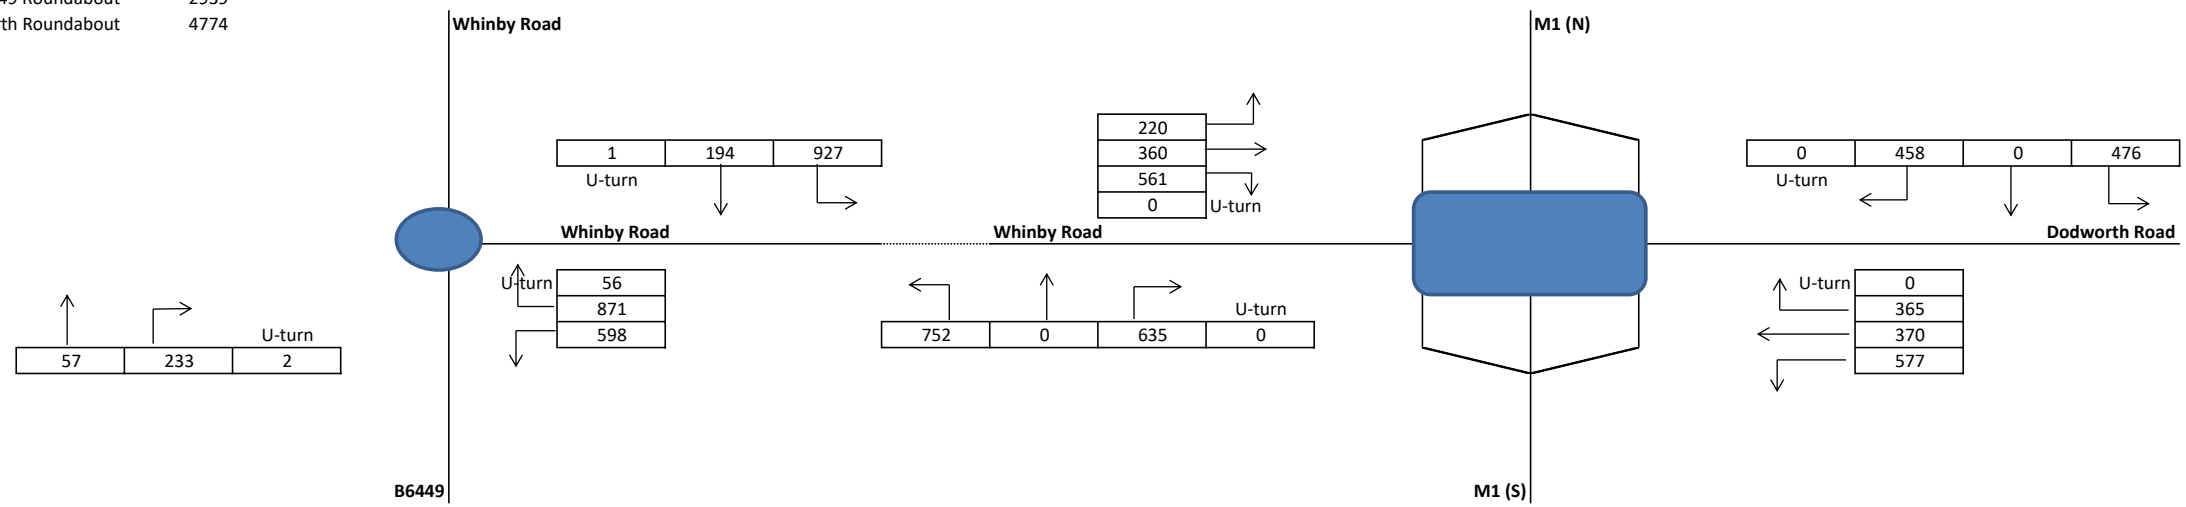 49 Roundabout 2939
rth Roundabout 4774
Whinby Road
M1 (N)
220
360
561
0 U-turn
1 194 927
U-turn
0 458 0 476
U-turn
Whinby Road
Whinby Road
Dodworth Road
U-turn 56
871
598
57 233 2
U-turn
752 0 635 0
U-turn
U-turn 0
365
370
577
B6449
M1 (S)